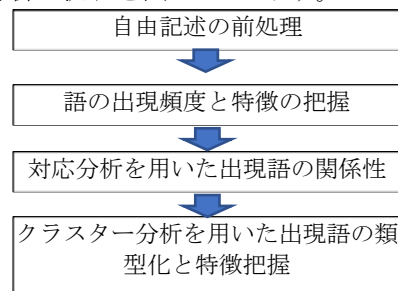 自由記述の前処理
語の出現頻度と特徴の把握
対応分析を用いた出現語の関係性
クラスター分析を用いた出現語の類
型化と特徴把握